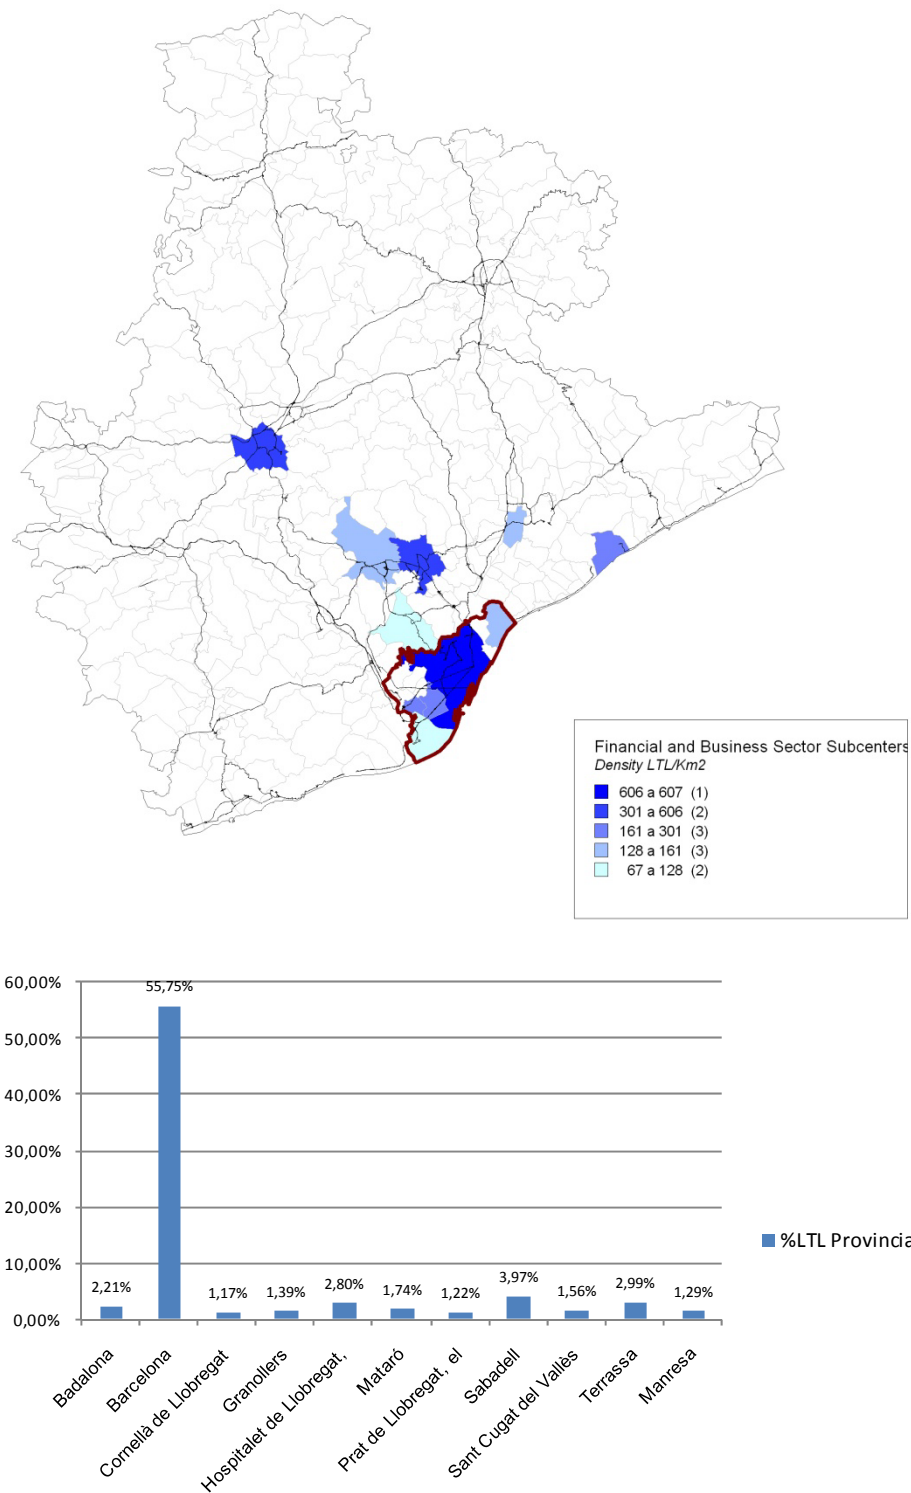 Financial and Business Sector Subcenters
Density LTL/Km2
606 a 607 (1)
301 a 606 (2)
161 a 301 (3)
128 a 161 (3)
67 a 128 (2)
60,00%
50,00%
40,00%
30,00%
20,00%
10,00%
0,00%
2,21%
55,75%
1,17%
1,39%
2,80%
1,74%
1,22%
3,97%
1,56%
2,99%
1,29%
Badalona
Barcelona
Cornellà de Llobregat
Granollers
Hospitalet de Llobregat,
Mataró
Prat de Llobregat, el
Sabadell
Sant Cugat del Vallès
Terrassa
Manresa
%LTL Provincia